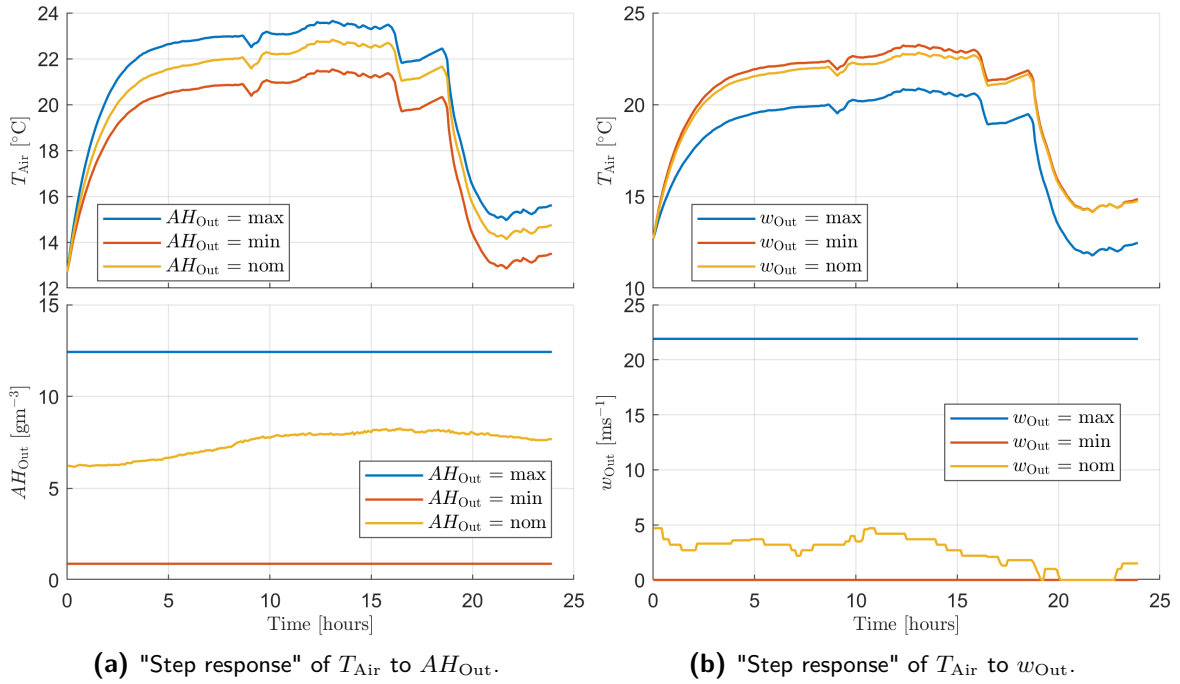 24
22
20
18
16
14
12
T_Air [°C]
AH_Out = max
AH_Out = min
AH_Out = nom
15
10
5
0
AH_Out [gm⁻³]
AH_Out = max
AH_Out = min
AH_Out = nom
0 5 10 15 20 25
Time [hours]
(a) "Step response" of T_Air to AH_Out.
25
20
15
10
T_Air [°C]
w_Out = max
w_Out = min
w_Out = nom
25
20
15
10
5
0
w_Out [ms⁻¹]
w_Out = max
w_Out = min
w_Out = nom
0 5 10 15 20 25
Time [hours]
(b) "Step response" of T_Air to w_Out.